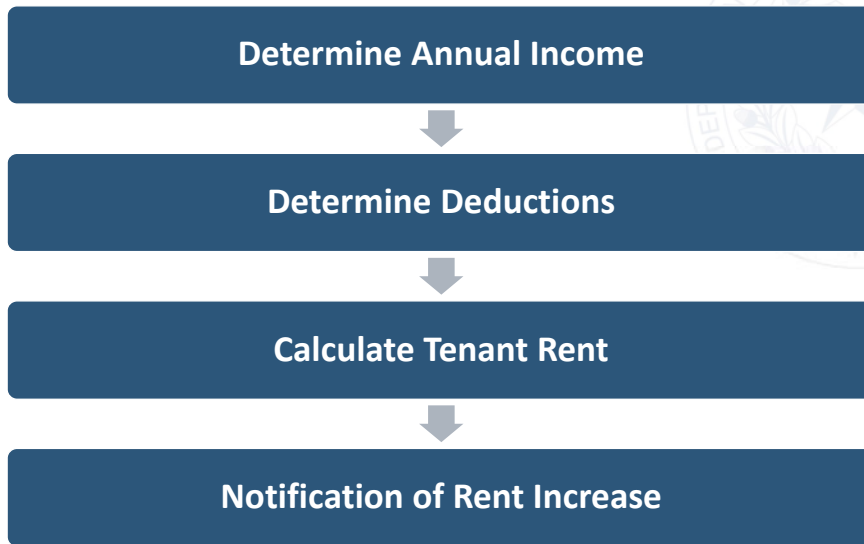 Determine Annual Income
Determine Deductions
Calculate Tenant Rent
Notification of Rent Increase